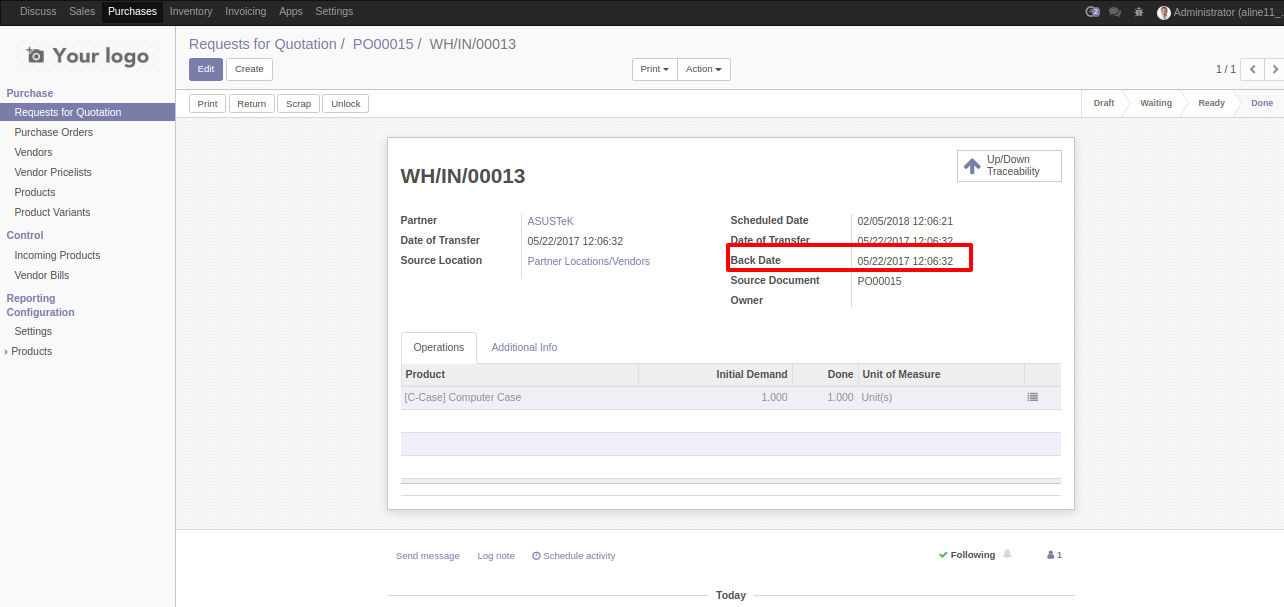 Discuss Sales Purchases Inventory Invoicing Apps Settings 2 Administrator (aline11_.
Requests for Quotation / PO00015 / WH/IN/00013
Your logo
Edit Create Print Action 1 / 1
Print Return Scrap Unlock Draft Waiting Ready Done
Purchase
Requests for Quotation
Purchase Orders
Vendors
Vendor Pricelists
Products
Product Variants
Control
Incoming Products
Vendor Bills
Reporting
Configuration
Settings
Products
Up/Down
Traceability
WH/IN/00013
Partner ASUSTeK
Date of Transfer 05/22/2017 12:06:32
Source Location Partner Locations/Vendors
Scheduled Date 02/05/2018 12:06:21
Date of Transfer 05/22/2017 12:06:32
Back Date 05/22/2017 12:06:32
Source Document PO00015
Owner
Operations Additional Info
Product Initial Demand Done Unit of Measure
[C-Case] Computer Case 1.000 1.000 Unit(s)
Send message Log note Schedule activity Following 1
Today